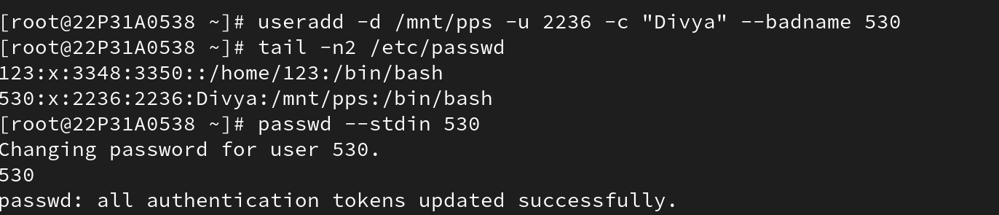 [root@22P31A0538 ~]# useradd -d /mnt/pps -u 2236 -c "Divya" --badname 530
[root@22P31A0538 ~]# tail -n2 /etc/passwd
123:x:3348:3350::/home/123:/bin/bash
530:x:2236:2236:Divya:/mnt/pps:/bin/bash
[root@22P31A0538 ~]# passwd --stdin 530
Changing password for user 530.
530
passwd: all authentication tokens updated successfully.